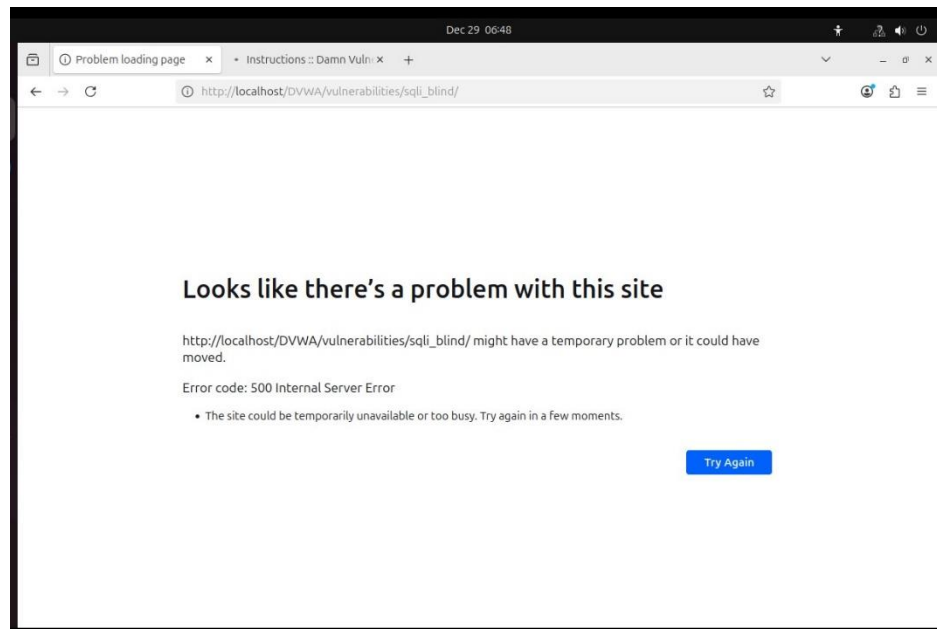 Dec 29 06:48
Problem loading page
Instructions :: Damn Vuln
http://localhost/DVWA/vulnerabilities/sqli_blind/
Looks like there's a problem with this site
http://localhost/DVWA/vulnerabilities/sqli_blind/ might have a temporary problem or it could have
moved.
Error code: 500 Internal Server Error
• The site could be temporarily unavailable or too busy. Try again in a few moments.
Try Again